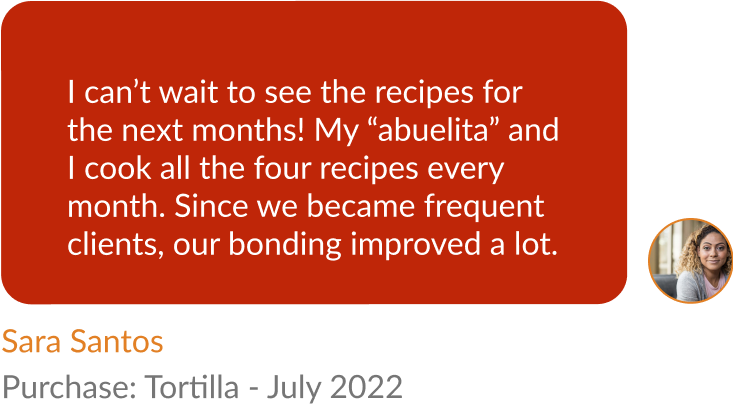 I can’t wait to see the recipes for
the next months! My “abuelita” and
I cook all the four recipes every
month. Since we became frequent
clients, our bonding improved a lot.
Sara Santos
Purchase: Tortilla - July 2022